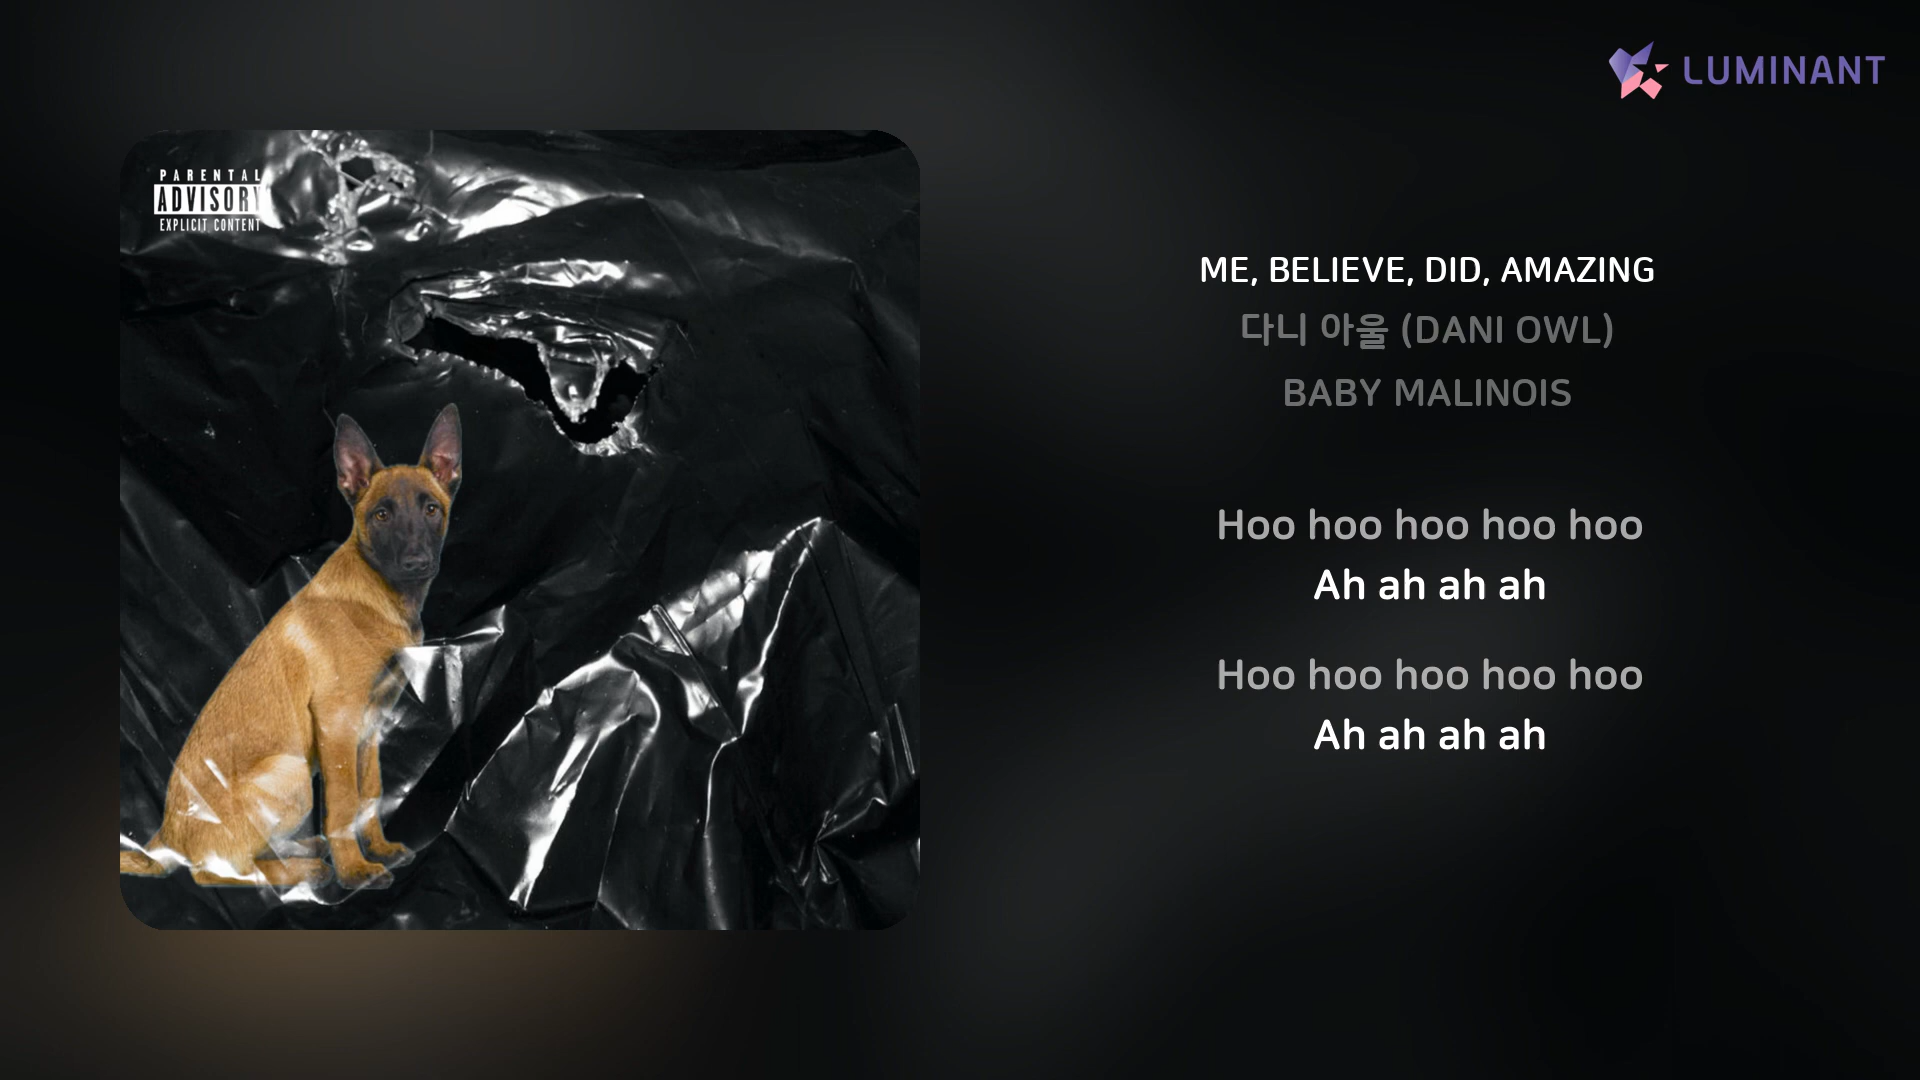 LUMINANT
PARENTAL
ADVISORY
EXPLICIT CONTENT
ME, BELIEVE, DID, AMAZING
다니 아울 (DANI OWL)
BABY MALINOIS
Hoo hoo hoo hoo hoo
Ah ah ah ah
Hoo hoo hoo hoo hoo
Ah ah ah ah